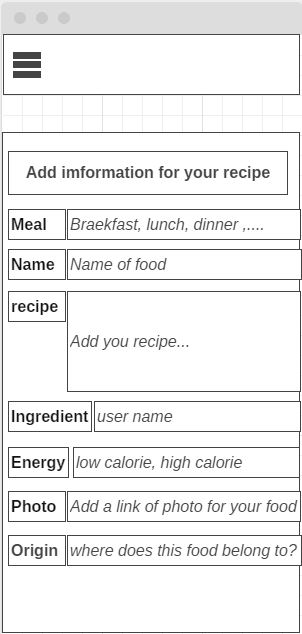 Add imformation for your recipe
Meal Braekfast, lunch, dinner ,....
Name Name of food
recipe
Add you recipe...
Ingredient user name
Energy low calorie, high calorie
Photo Add a link of photo for your food
Origin where does this food belong to?